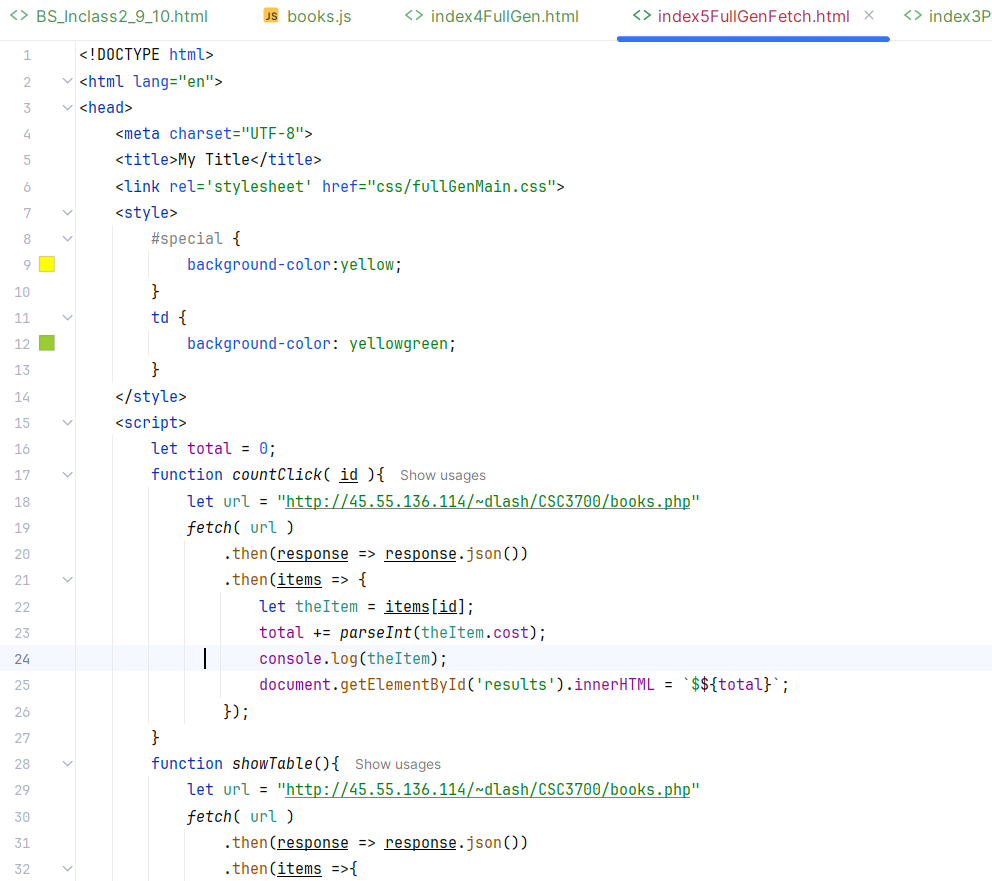 BS_Inclass2_9_10.html books.js index4FullGen.html index5FullGenFetch.html index3P
1 <!DOCTYPE html>
2 <html lang="en">
3 <head>
4     <meta charset="UTF-8">
5     <title>My Title</title>
6     <link rel='stylesheet' href="css/fullGenMain.css">
7     <style>
8         #special {
9             background-color:yellow;
10         }
11         td {
12             background-color: yellowgreen;
13         }
14     </style>
15     <script>
16         let total = 0;
17         function countClick( id ){ Show usages
18             let url = "http://45.55.136.114/~dlash/CSC3700/books.php"
19             fetch( url )
20                 .then(response => response.json())
21                 .then(items => {
22                     let theItem = items[id];
23                     total += parseInt(theItem.cost);
24                     console.log(theItem);
25                     document.getElementById('results').innerHTML = `$${total}`;
26                 });
27         }
28         function showTable(){ Show usages
29             let url = "http://45.55.136.114/~dlash/CSC3700/books.php"
30             fetch( url )
31                 .then(response => response.json())
32                 .then(items =>{